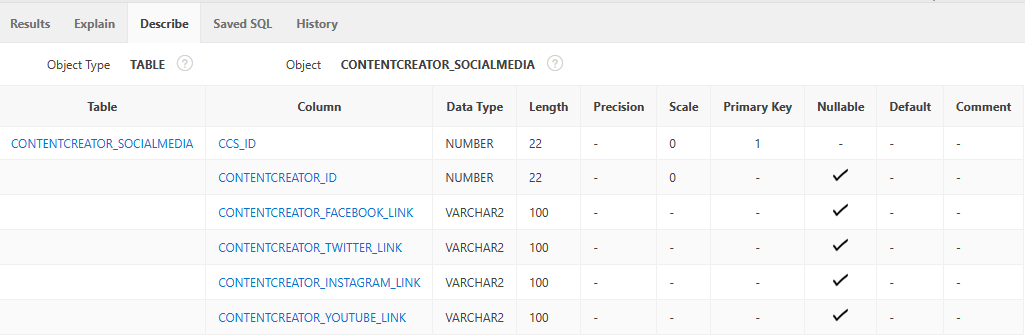 Results Explain Describe Saved SQL History
Object Type TABLE ? Object CONTENTCREATOR_SOCIALMEDIA ?
Table Column Data Type Length Precision Scale Primary Key Nullable Default Comment
CONTENTCREATOR_SOCIALMEDIA CCS_ID NUMBER 22 - 0 1 - - -
CONTENTCREATOR_ID NUMBER 22 - 0 - ✓ - -
CONTENTCREATOR_FACEBOOK_LINK VARCHAR2 100 - - - ✓ - -
CONTENTCREATOR_TWITTER_LINK VARCHAR2 100 - - - ✓ - -
CONTENTCREATOR_INSTAGRAM_LINK VARCHAR2 100 - - - ✓ - -
CONTENTCREATOR_YOUTUBE_LINK VARCHAR2 100 - - - ✓ - -